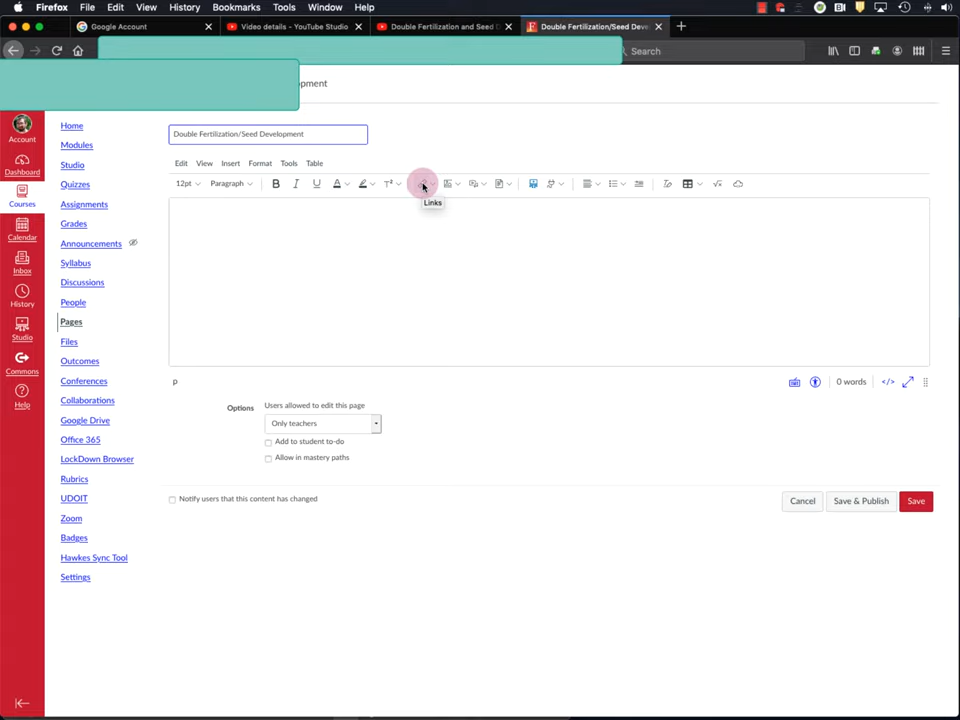 Firefox File Edit View History Bookmarks Tools Window Help
Google Account
YouTube Video details - YouTube Studio
Double Fertilization and Seed D
Double Fertilization/Seed Deve
Search
opment
Double Fertilization/Seed Development
Account
Dashboard
Courses
Calendar
Inbox
History
Studio
Commons
Help
Home
Modules
Studio
Quizzes
Assignments
Grades
Announcements
Syllabus
Discussions
People
Pages
Files
Outcomes
Conferences
Collaborations
Google Drive
Office 365
LockDown Browser
Rubrics
UDOIT
Zoom
Badges
Hawkes Sync Tool
Settings
Edit View Insert Format Tools Table
12pt Paragraph B I U A T²
Links
p
0 words </>
Options
Users allowed to edit this page
Only teachers
Add to student to-do
Allow in mastery paths
Notify users that this content has changed
Cancel Save & Publish Save